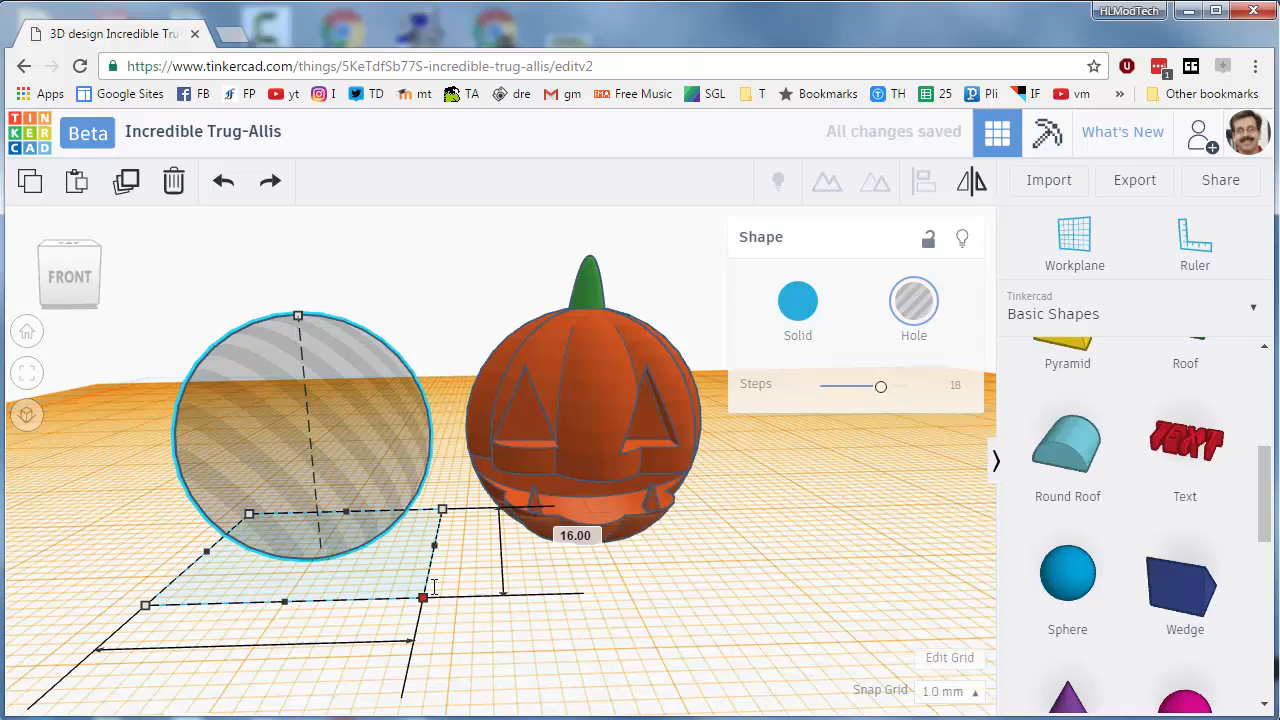 HLModTech
3D design Incredible Tru
https://www.tinkercad.com/things/5KeTdfSb77S-incredible-trug-allis/editv2
1
Apps Google Sites FB FP yt I TD mt TA dre gm IMA Free Music SGL T Bookmarks TH 25 Pli IF vm » Other bookmarks
TIN
KER
CAD
Beta
Incredible Trug-Allis
All changes saved
What's New
Import Export Share
FRONT
Shape
Solid Hole
Steps 18
Workplane Ruler
Tinkercad
Basic Shapes
Pyramid Roof
TEXT
Round Roof Text
16.00
Sphere Wedge
Edit Grid
Snap Grid 1.0 mm